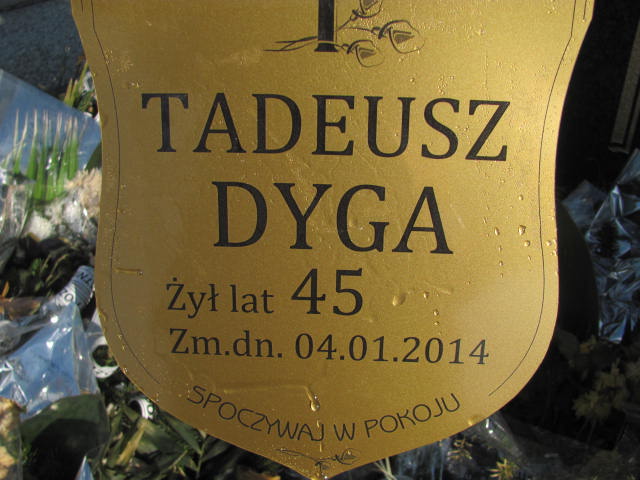 TADEUSZ
DYGA
Żył lat 45
Zm.dn. 04.01.2014
SPOCZYWAJ W POKOJU